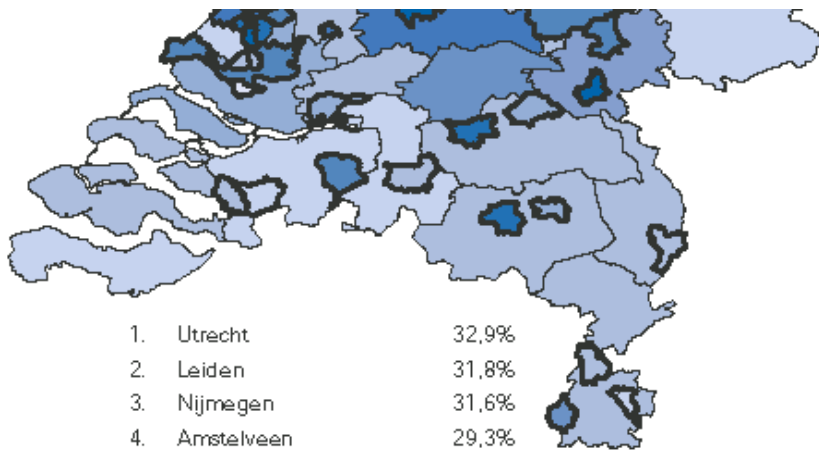 1. Utrecht 32,9%
2. Leiden 31,8%
3. Nijmegen 31,6%
4. Amstelveen 29,3%